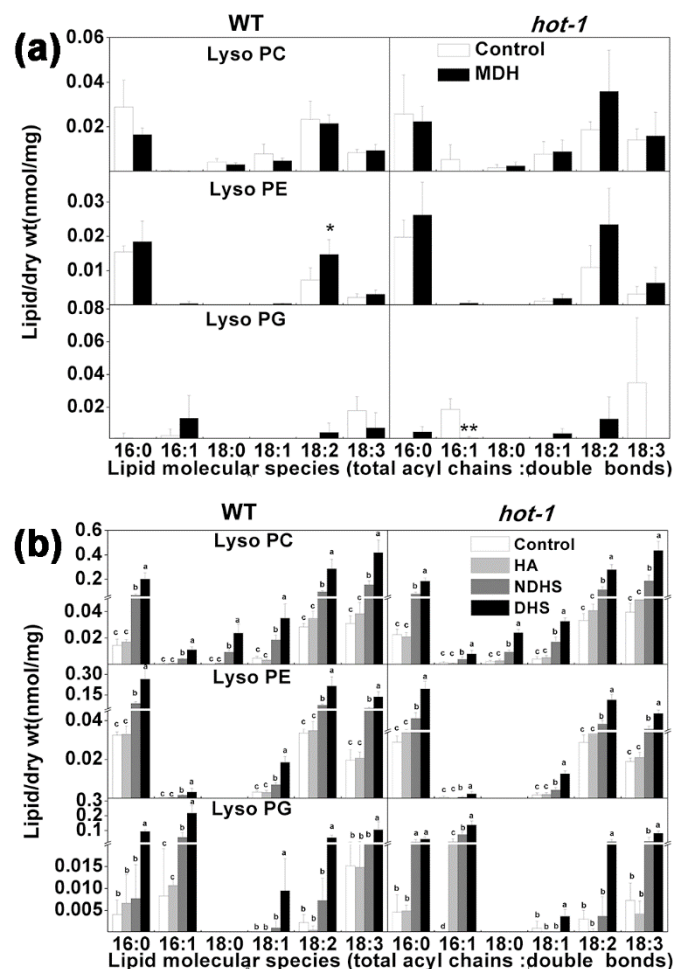 (a)
WT
hot-1
0.06
Lyso PC
Control
MDH
0.04
0.02
Lyso PE
0.03
0.02
*
0.01
0.08
Lyso PG
0.06
0.04
0.02
**
Lipid/dry wt(nmol/mg)
16:0 16:1 18:0 18:1 18:2 18:3 16:0 16:1 18:0 18:1 18:2 18:3
Lipid molecular species (total acyl chains :double bonds)
(b)
WT
hot-1
0.6
Lyso PC
Control
HA
NDHS
DHS
0.4
0.2
0.04
0.02
0.30
Lyso PE
0.15
0.04
0.02
0.3
Lyso PG
0.1
0.015
0.010
0.005
Lipid/dry wt(nmol/mg)
16:0 16:1 18:0 18:1 18:2 18:3 16:0 16:1 18:0 18:1 18:2 18:3
Lipid molecular species (total acyl chains :double bonds)